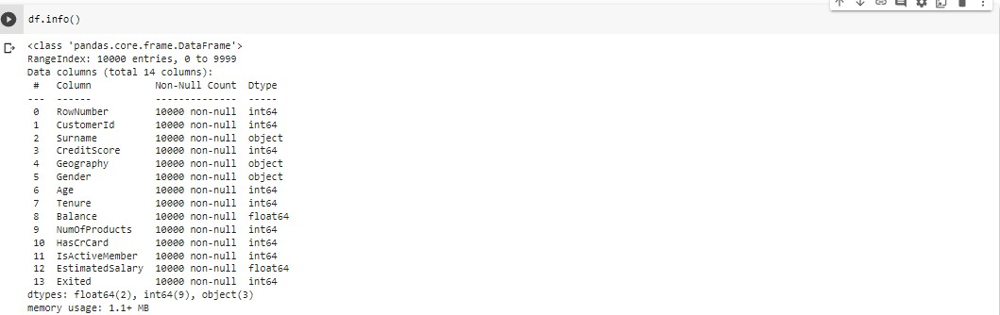 df.info()
<class 'pandas.core.frame.DataFrame'>
RangeIndex: 10000 entries, 0 to 9999
Data columns (total 14 columns):
 #   Column           Non-Null Count  Dtype
---  ------           --------------  -----
 0   RowNumber        10000 non-null  int64
 1   CustomerId       10000 non-null  int64
 2   Surname          10000 non-null  object
 3   CreditScore      10000 non-null  int64
 4   Geography        10000 non-null  object
 5   Gender           10000 non-null  object
 6   Age              10000 non-null  int64
 7   Tenure           10000 non-null  int64
 8   Balance          10000 non-null  float64
 9   NumOfProducts    10000 non-null  int64
 10  HasCrCard        10000 non-null  int64
 11  IsActiveMember   10000 non-null  int64
 12  EstimatedSalary  10000 non-null  float64
 13  Exited           10000 non-null  int64
dtypes: float64(2), int64(9), object(3)
memory usage: 1.1+ MB